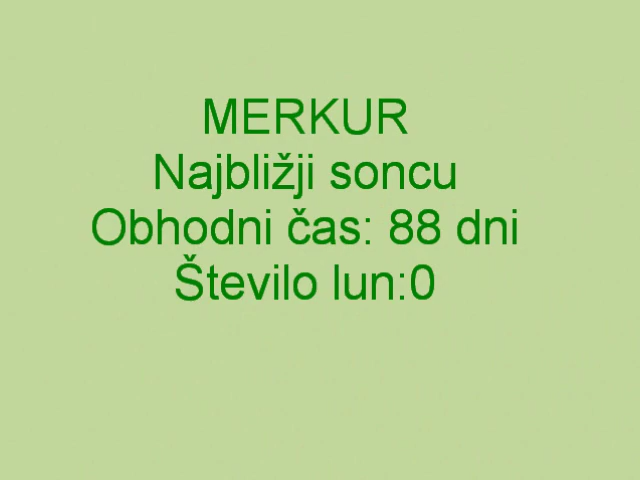 MERKUR
Najbližji soncu
Obhodni čas: 88 dni
Število lun:0